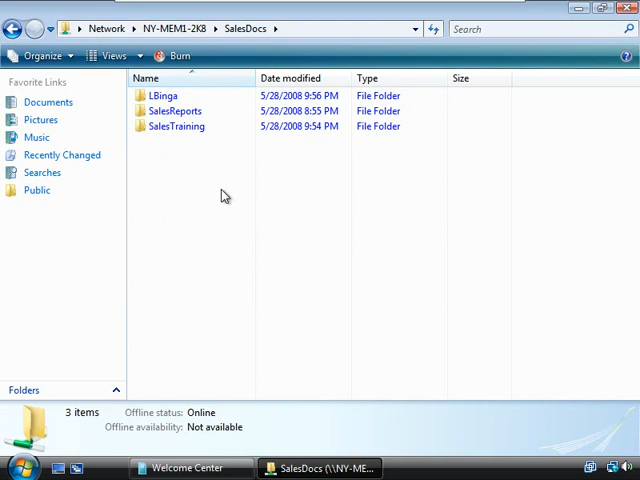 Network ▸ NY-MEM1-2K8 ▸ SalesDocs ▸
Search
Organize Views Burn
Favorite Links
Documents
Pictures
Music
Recently Changed
Searches
Public
Folders
Name Date modified Type Size
LBinga 5/28/2008 9:56 PM File Folder
SalesReports 5/28/2008 8:55 PM File Folder
SalesTraining 5/28/2008 9:54 PM File Folder
3 items Offline status: Online
Offline availability: Not available
Welcome Center
SalesDocs (\\NY-ME...